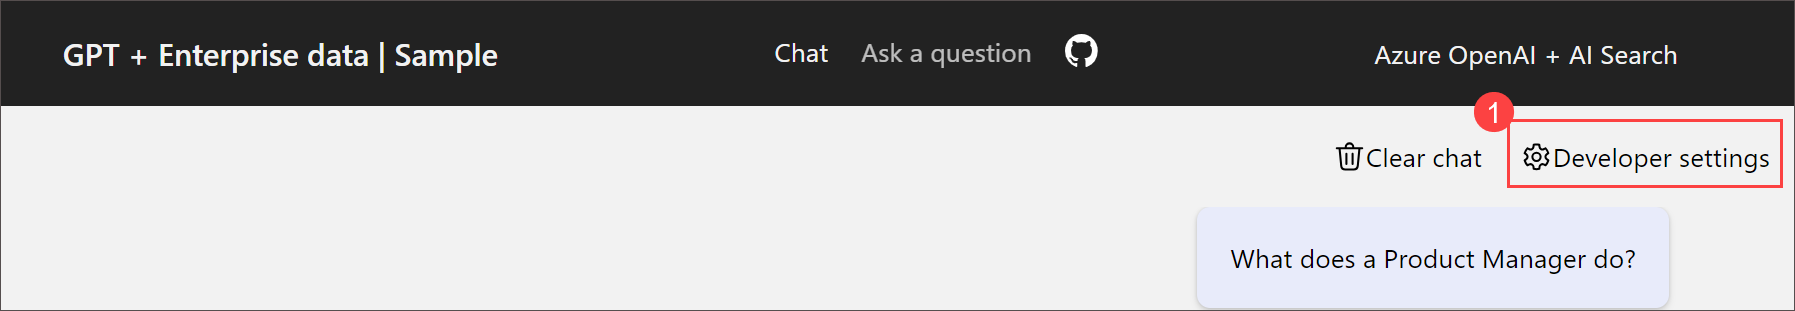 GPT + Enterprise data | Sample
Chat
Ask a question
Azure OpenAI + AI Search
1
Clear chat
Developer settings
What does a Product Manager do?